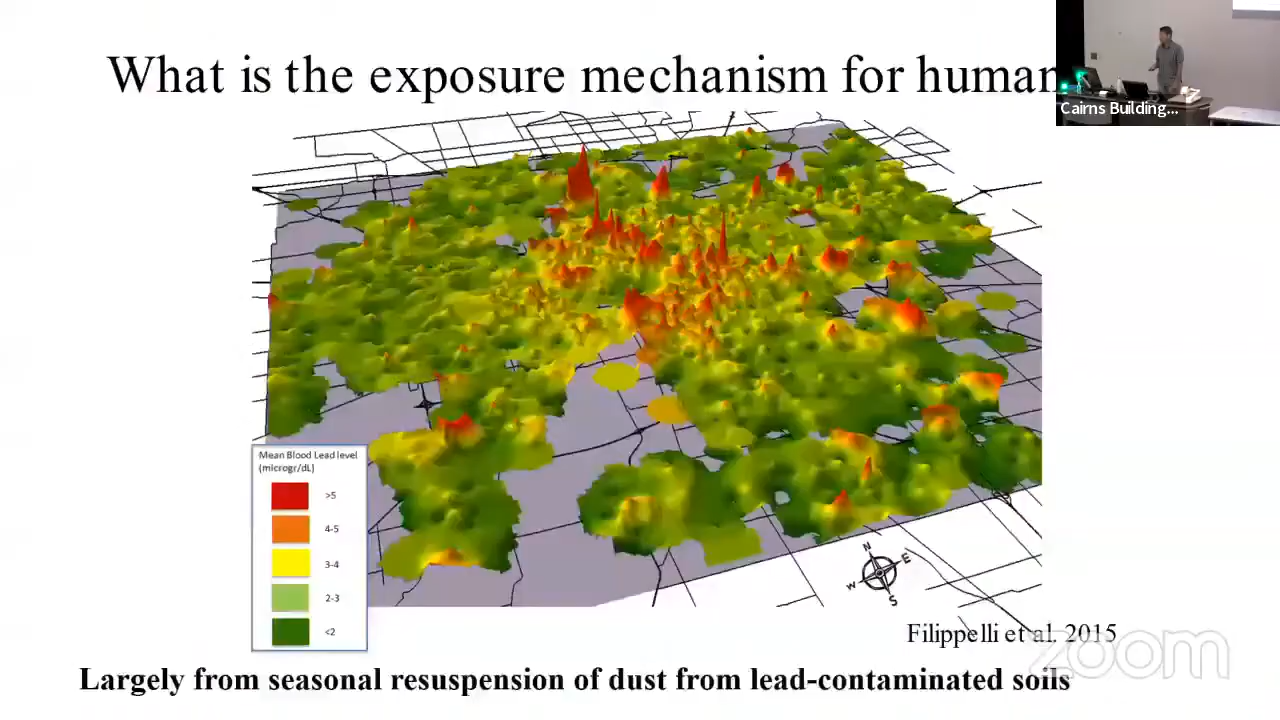 What is the exposure mechanism for human
Cairns Building...
Mean Blood Lead level
(microgr/dL)
>5
4-5
3-4
2-3
<2
N
E
W
S
Filippelli et al. 2015
zoom
Largely from seasonal resuspension of dust from lead-contaminated soils